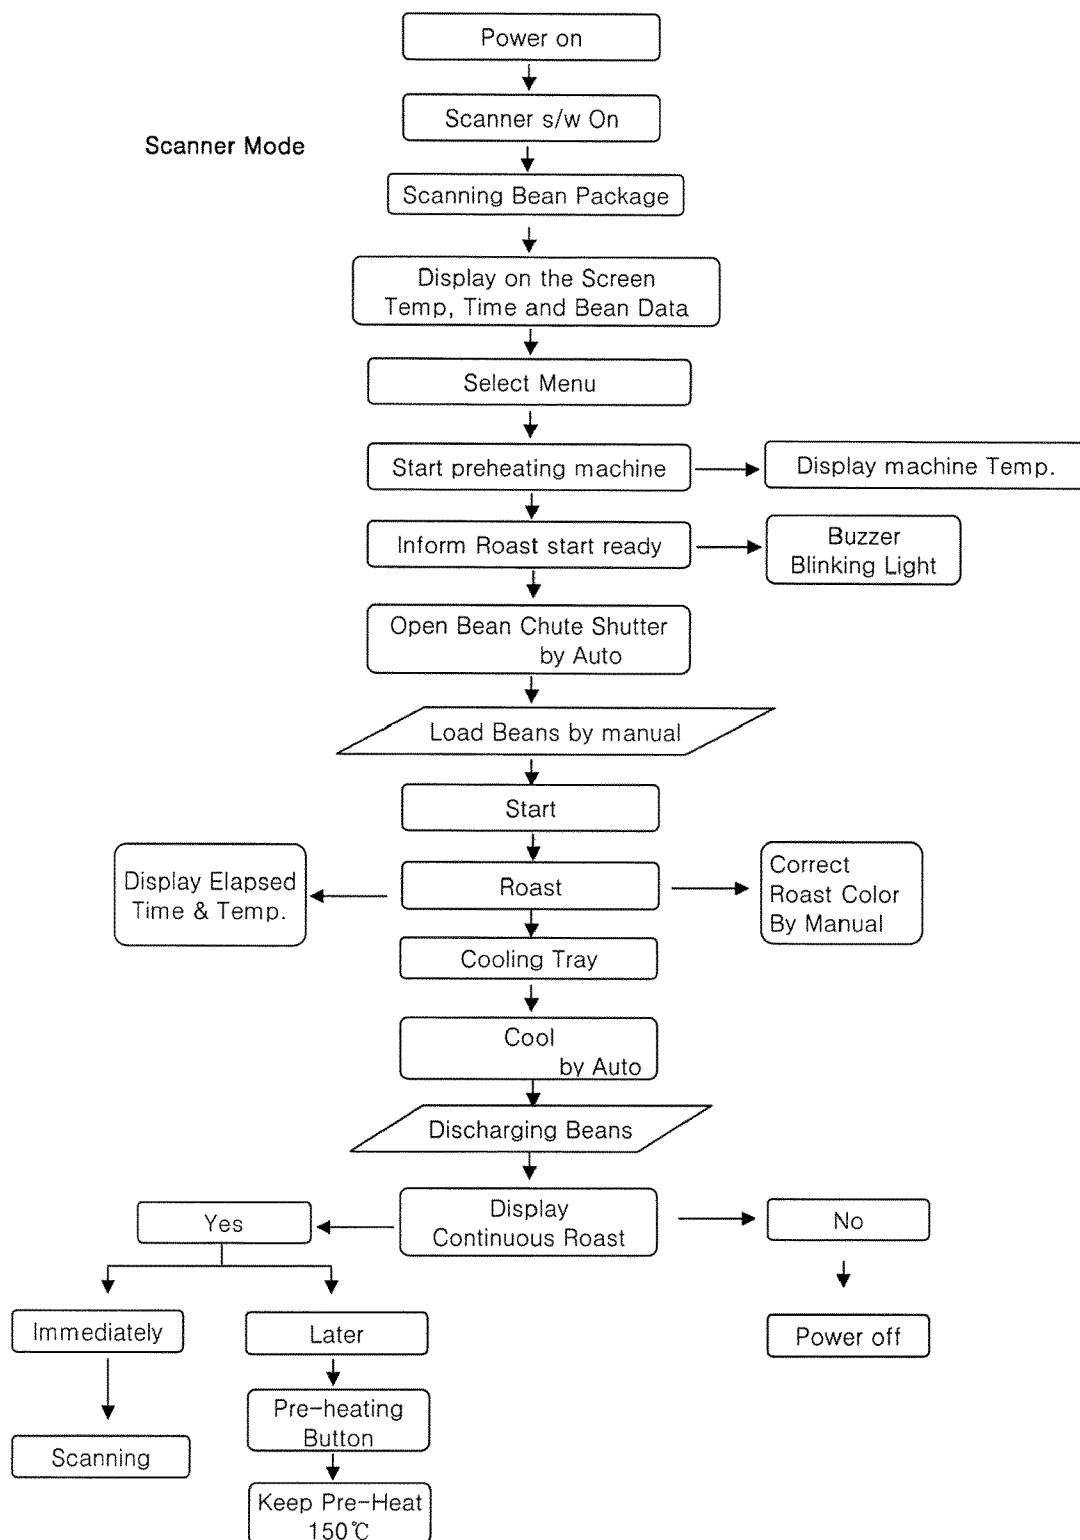 Power on
Scanner s/w On
Scanner Mode
Scanning Bean Package
Display on the Screen
Temp, Time and Bean Data
Select Menu
Start preheating machine
Display machine Temp.
Inform Roast start ready
Buzzer
Blinking Light
Open Bean Chute Shutter
by Auto
Load Beans by manual
Start
Display Elapsed
Time & Temp.
Roast
Correct
Roast Color
By Manual
Cooling Tray
Cool
by Auto
Discharging Beans
Display
Continuous Roast
Yes
No
Immediately
Later
Power off
Pre-heating
Button
Scanning
Keep Pre-Heat
150℃